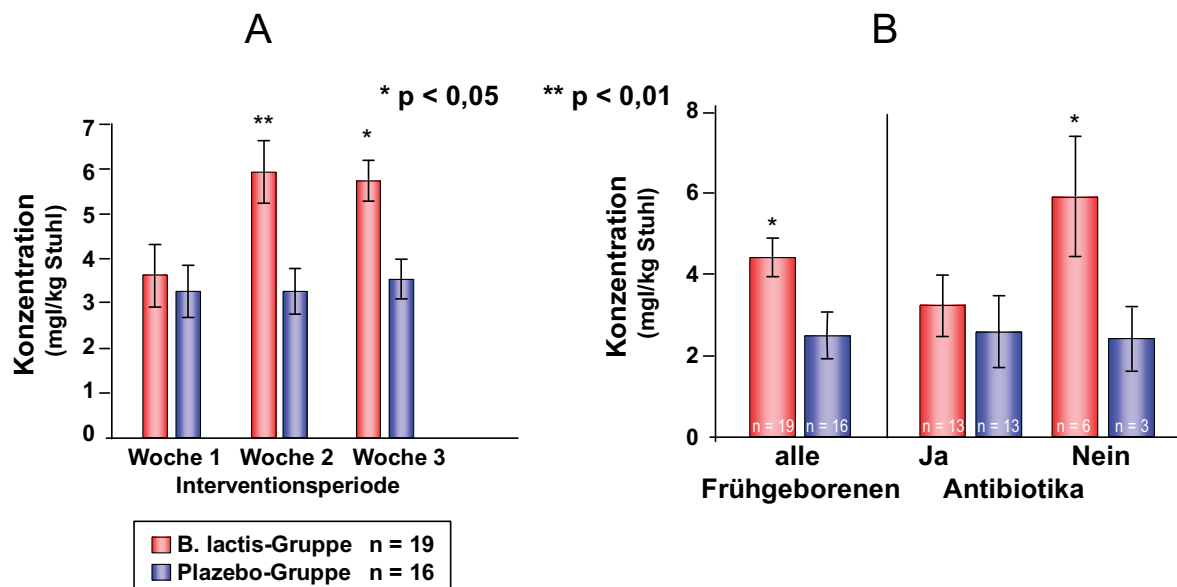 A
B
* p < 0,05 ** p < 0,01
Konzentration
(mgl/kg Stuhl)
7
6
5
4
3
2
1
0
** *
Woche 1 Woche 2 Woche 3
Interventionsperiode
B. lactis-Gruppe n = 19
Plazebo-Gruppe n = 16
Konzentration
(mgl/kg Stuhl)
8
6
4
2
0
* *
n = 19 n = 16 n = 13 n = 13 n = 6 n = 3
alle Ja Nein
Frühgeborenen Antibiotika